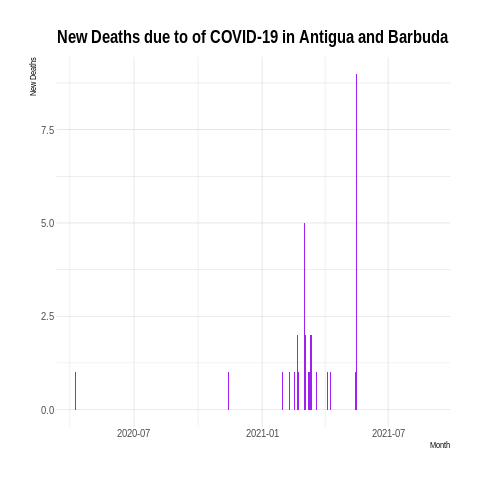 New Deaths due to of COVID-19 in Antigua and Barbuda
New Deaths
7.5
5.0
2.5
0.0
2020-07
2021-01
2021-07
Month